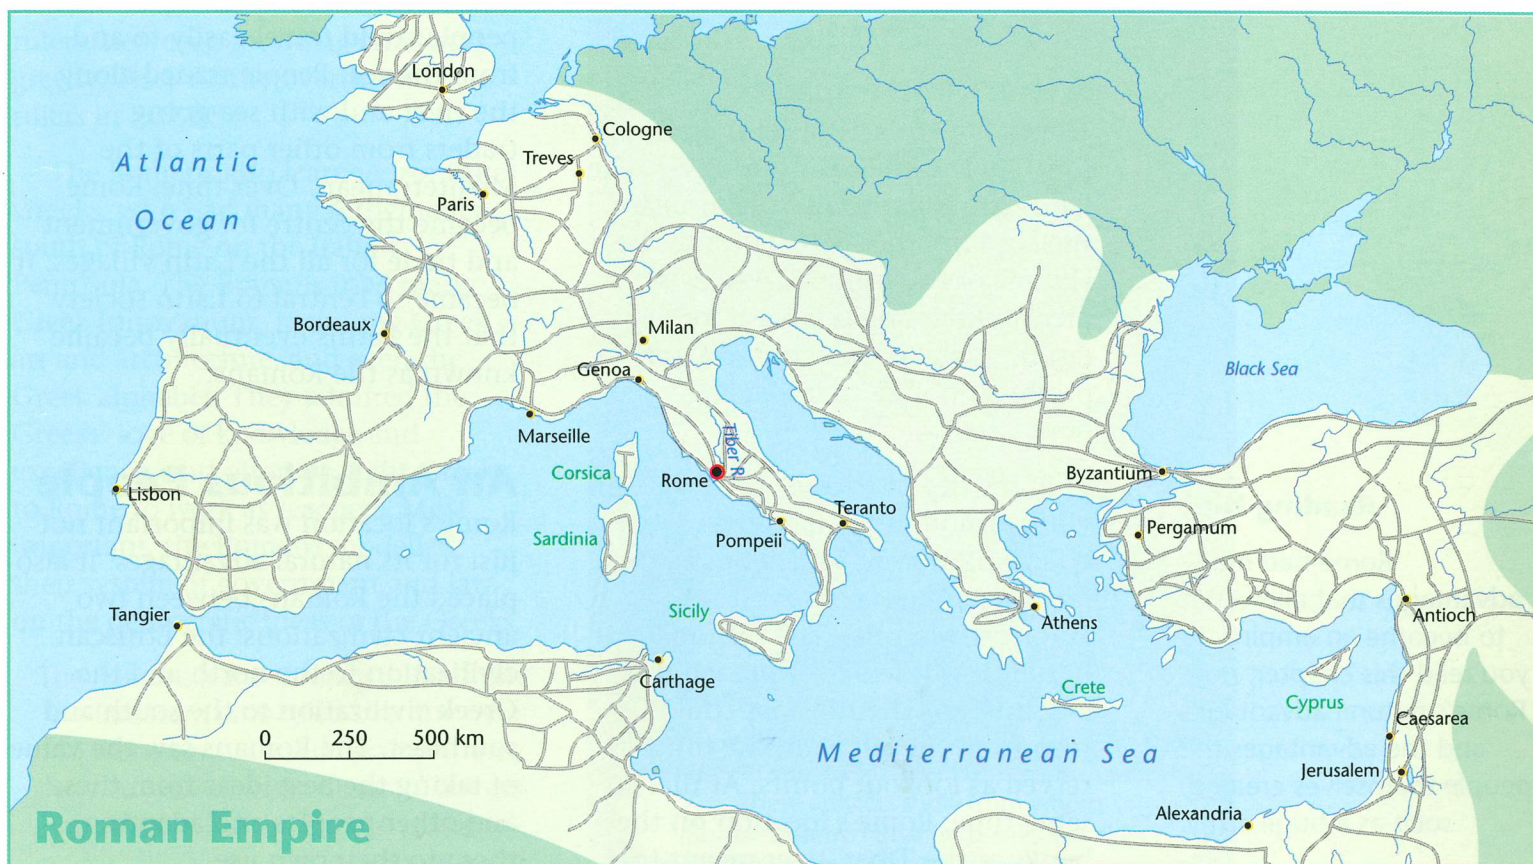 London
Cologne
Atlantic
Ocean
Treves
Paris
Bordeaux
Milan
Genoa
Black Sea
Marseille
Tiber R.
Corsica
Rome
Byzantium
Lisbon
Teranto
Pergamum
Sardinia
Pompeii
Tangier
Sicily
Athens
Antioch
Carthage
Crete
Cyprus
Caesarea
0 250 500 km
Mediterranean Sea
Jerusalem
Alexandria
Roman Empire